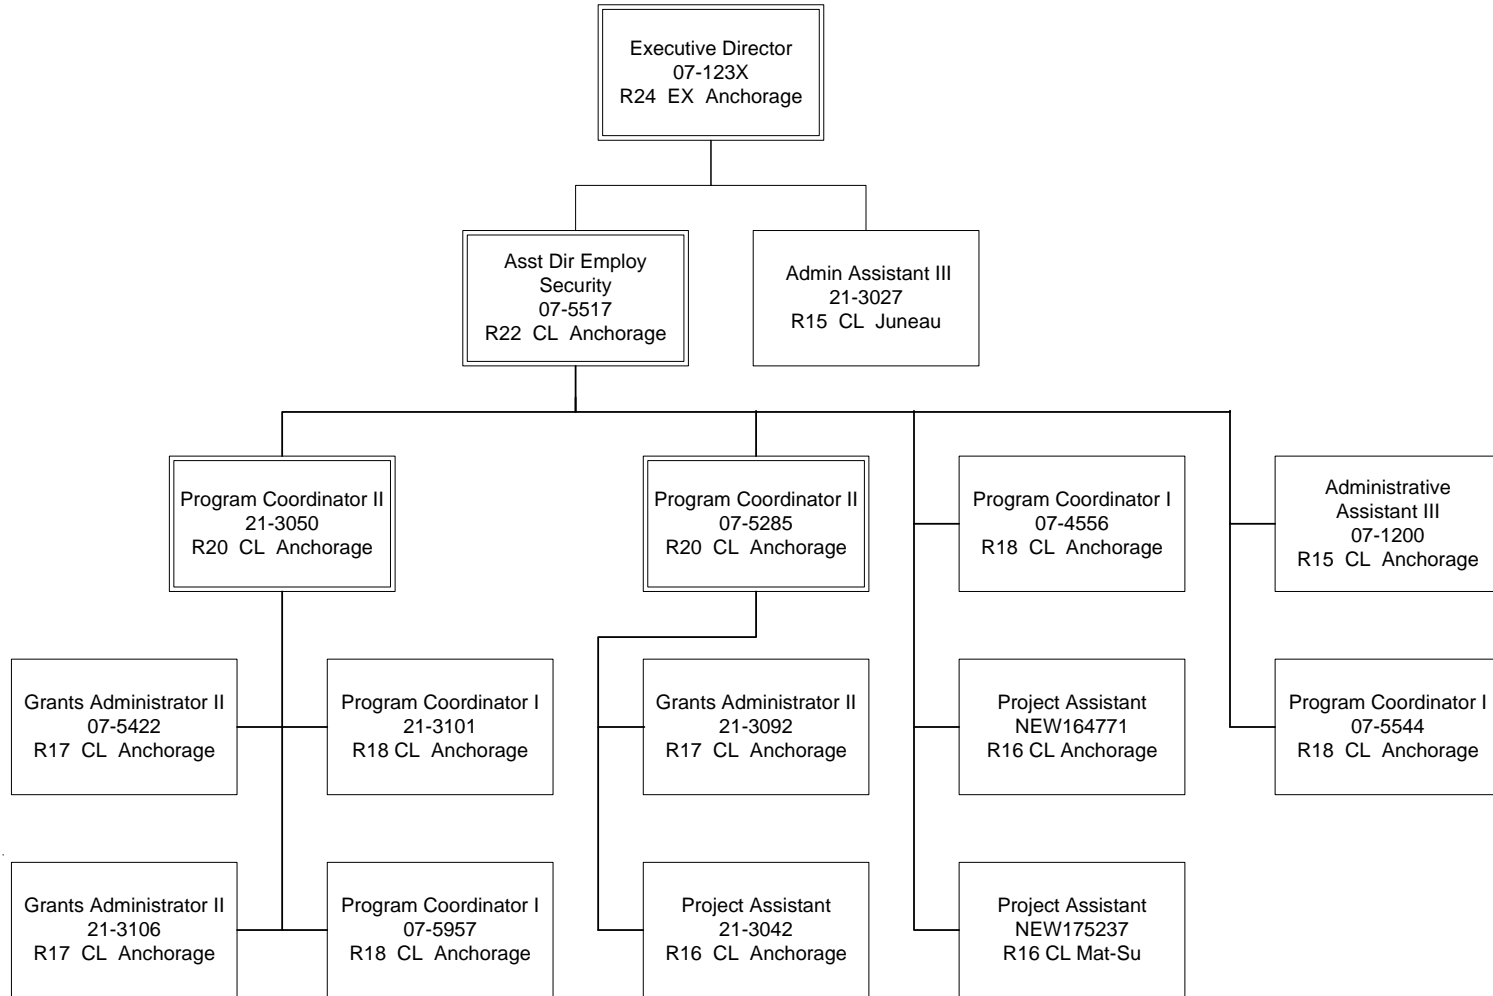 Executive Director
07-123X
R24 EX Anchorage
Asst Dir Employ
Security
07-5517
R22 CL Anchorage
Admin Assistant III
21-3027
R15 CL Juneau
Program Coordinator II
21-3050
R20 CL Anchorage
Program Coordinator II
07-5285
R20 CL Anchorage
Program Coordinator I
07-4556
R18 CL Anchorage
Administrative
Assistant III
07-1200
R15 CL Anchorage
Grants Administrator II
07-5422
R17 CL Anchorage
Program Coordinator I
21-3101
R18 CL Anchorage
Grants Administrator II
21-3092
R17 CL Anchorage
Project Assistant
NEW164771
R16 CL Anchorage
Program Coordinator I
07-5544
R18 CL Anchorage
Grants Administrator II
21-3106
R17 CL Anchorage
Program Coordinator I
07-5957
R18 CL Anchorage
Project Assistant
21-3042
R16 CL Anchorage
Project Assistant
NEW175237
R16 CL Mat-Su